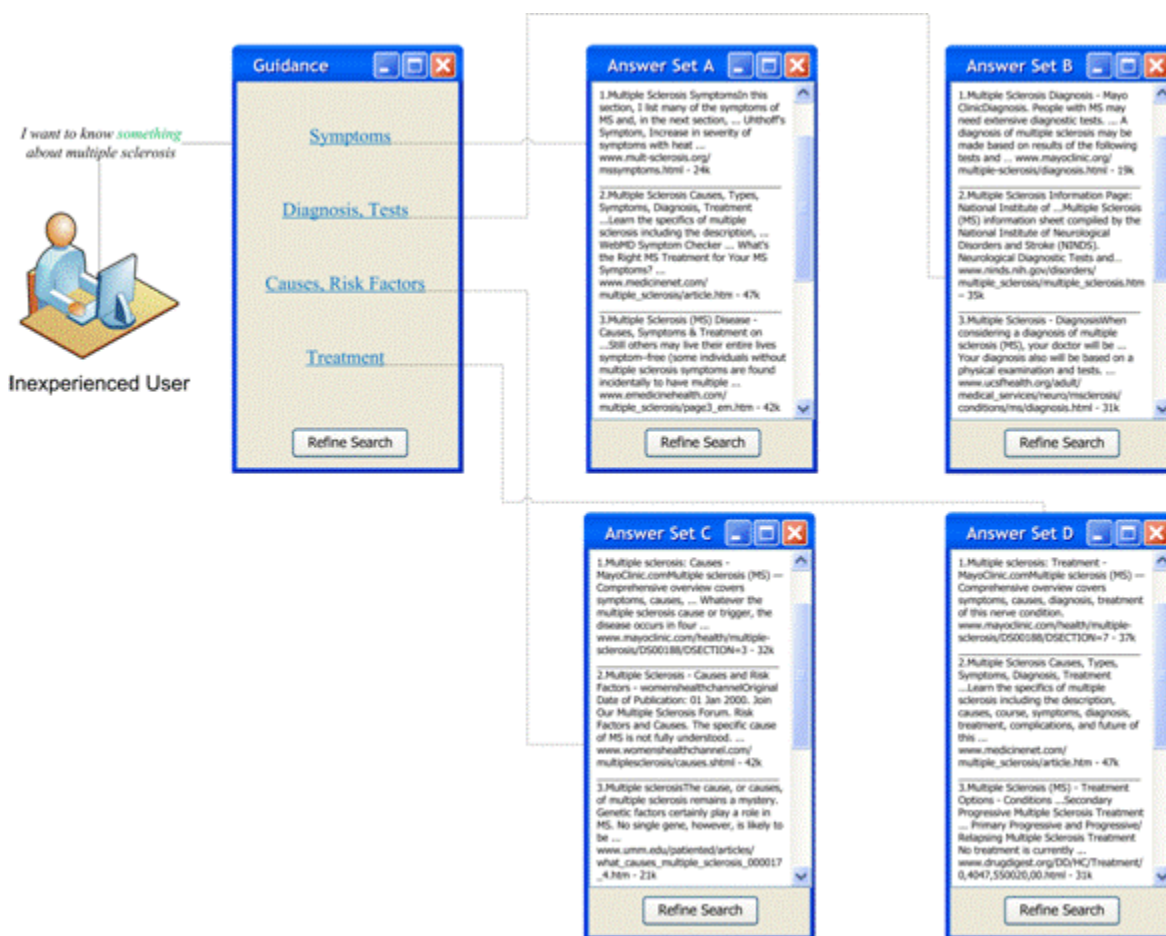 I want to know something
about multiple sclerosis
Inexperienced User
Guidance
Symptoms
Diagnosis, Tests
Causes, Risk Factors
Treatment
Refine Search
Answer Set A
1.Multiple Sclerosis SymptomsIn this
section, I list many of the symptoms of
MS and, in the next section, ... Uhthoff's
Symptom, Increase in severity of
symptoms with heat ...
www.mult-sclerosis.org/
mssymptoms.html - 24k
2.Multiple Sclerosis Causes, Types,
Symptoms, Diagnosis, Treatment
...Learn the specifics of multiple
sclerosis including the description, ...
WebMD Symptom Checker ... What's
the Right MS Treatment for Your MS
Symptoms? ...
www.medicinenet.com/
multiple_sclerosis/article.htm - 47k
3.Multiple Sclerosis (MS) Disease -
Causes, Symptoms & Treatment on
...Still others may live their entire lives
symptom-free (some individuals without
multiple sclerosis symptoms are found
incidentally to have multiple ...
www.emedicinehealth.com/
multiple_sclerosis/page3_em.htm - 42k
Refine Search
Answer Set B
1.Multiple Sclerosis Diagnosis - Mayo
ClinicDiagnosis. People with MS may
need extensive diagnostic tests. ... A
diagnosis of multiple sclerosis may be
made based on results of the following
tests and ... www.mayoclinic.org/
multiple-sclerosis/diagnosis.html - 19k
2.Multiple Sclerosis Information Page:
National Institute of ...Multiple Sclerosis
(MS) information sheet compiled by the
National Institute of Neurological
Disorders and Stroke (NINDS).
Neurological Diagnostic Tests and...
www.ninds.nih.gov/disorders/
multiple_sclerosis/multiple_sclerosis.htm
- 35k
3.Multiple Sclerosis - DiagnosisWhen
considering a diagnosis of multiple
sclerosis (MS), your doctor will be ...
Your diagnosis also will be based on a
physical examination and tests. ...
www.ucsfhealth.org/adult/
medical_services/neuro/msclerosis/
conditions/ms/diagnosis.html - 31k
Refine Search
Answer Set C
1.Multiple sclerosis: Causes -
MayoClinic.comMultiple sclerosis (MS) —
Comprehensive overview covers
symptoms, causes, ... Whatever the
multiple sclerosis cause or trigger, the
disease occurs in four ...
www.mayoclinic.com/health/multiple-
sclerosis/DS00188/DSECTION=3 - 32k
2.Multiple Sclerosis - Causes and Risk
Factors - womenshealthchannelOriginal
Date of Publication: 01 Jan 2000. Join
Our Multiple Sclerosis Forum. Risk
Factors and Causes. The specific cause
of MS is not fully understood. ...
www.womenshealthchannel.com/
multiplesclerosis/causes.shtml - 42k
3.Multiple sclerosisThe cause, or causes,
of multiple sclerosis remains a mystery.
Genetic factors certainly play a role in
MS. No single gene, however, is likely to
be ...
www.umm.edu/patiented/articles/
what_causes_multiple_sclerosis_000017
_4.htm - 21k
Refine Search
Answer Set D
1.Multiple sclerosis: Treatment -
MayoClinic.comMultiple sclerosis (MS) —
Comprehensive overview covers
symptoms, causes, diagnosis, treatment
of this nerve condition.
www.mayoclinic.com/health/multiple-
sclerosis/DS00188/DSECTION=7 - 37k
2.Multiple Sclerosis Causes, Types,
Symptoms, Diagnosis, Treatment
...Learn the specifics of multiple
sclerosis including the description,
causes, course, symptoms, diagnosis,
treatment, complications, and future of
this ...
www.medicinenet.com/
multiple_sclerosis/article.htm - 47k
3.Multiple Sclerosis (MS) - Treatment
Options - Conditions ...Secondary
Progressive Multiple Sclerosis Treatment
... Primary Progressive and Progressive/
Relapsing Multiple Sclerosis Treatment
No treatment is currently ...
www.drugdigest.org/DD/HC/Treatment/
0,4047,550020,00.html - 31k
Refine Search